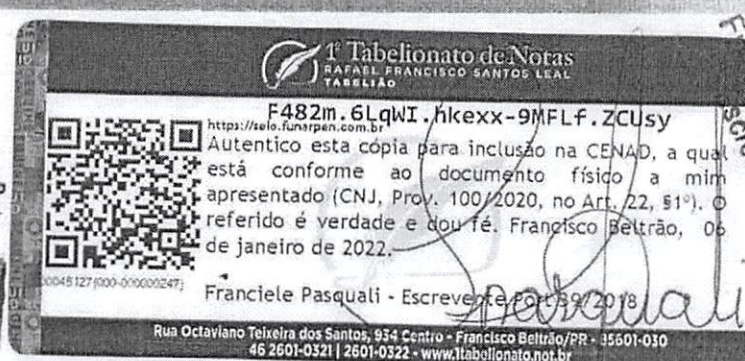 1º Tabelionato de Notas
RAFAEL FRANCISCO SANTOS LEAL
TABELIÃO
F482m.6LqWI.hkexx-9MFLf.ZCUsy
https://selo.funarpen.com.br
Autentico esta cópia para inclusão na CENAD, a qual
está conforme ao documento físico a mim
apresentado (CNJ, Prov. 100/2020, no Art. 22, §1º). O
referido é verdade e dou fé. Francisco Beltrão, 06
de janeiro de 2022.
00045127(000-000000247)
Franciele Pasquali - Escrevente Port 39/2018
Pasquali
Rua Octaviano Teixeira dos Santos, 934 Centro - Francisco Beltrão/PR - 85601-030
46 2601-0321 | 2601-0322 - www.1tabelionato.not.br